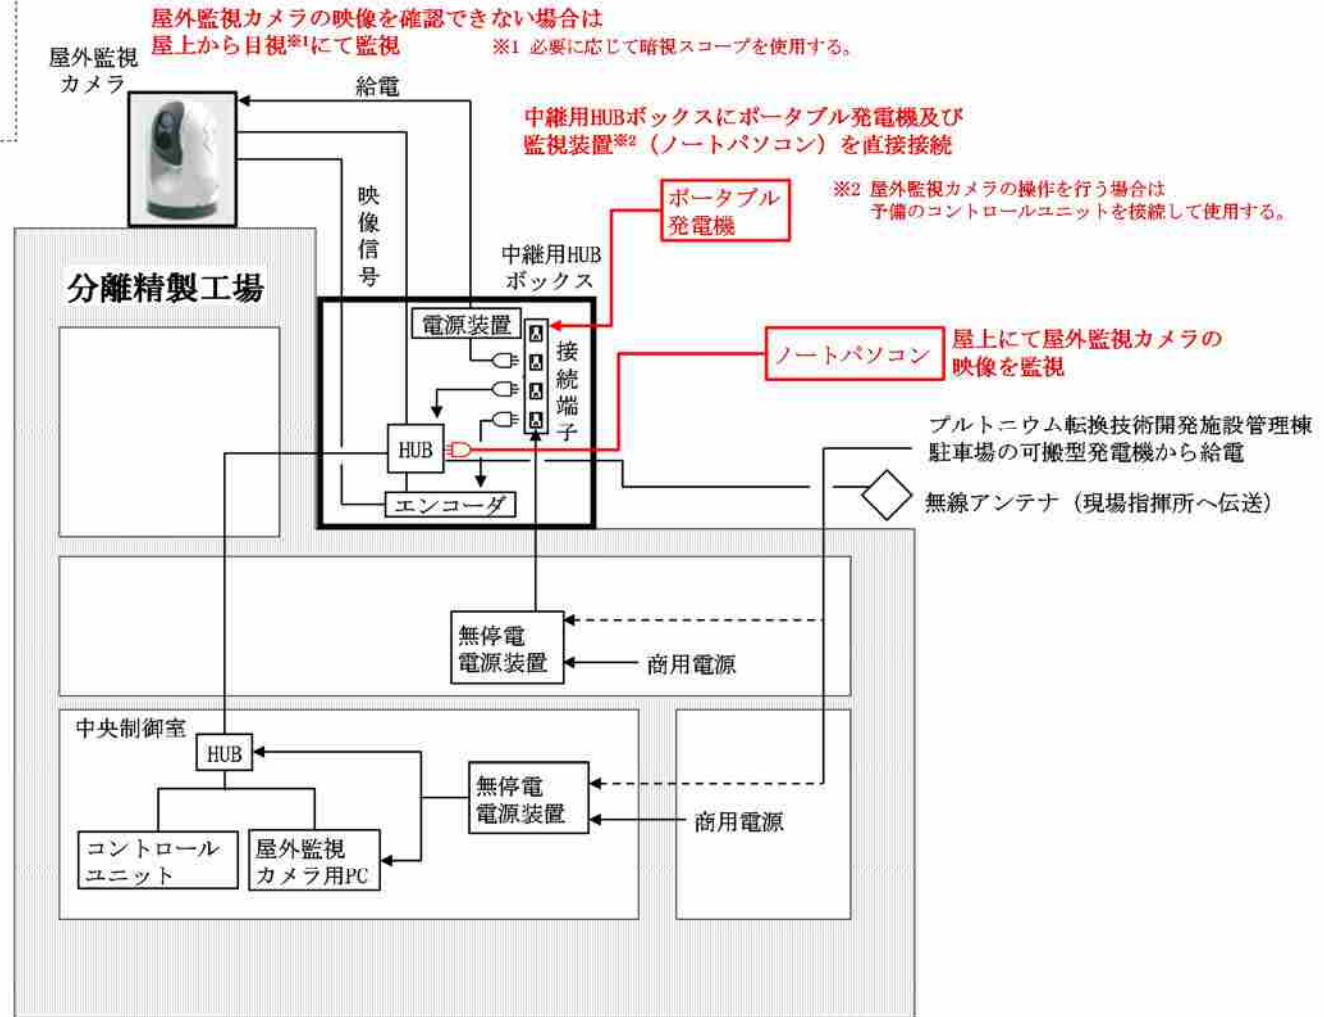 屋外監視カメラの映像を確認できない場合は
屋上から目視※1にて監視
※1 必要に応じて暗視スコープを使用する。
屋外監視
カメラ
給電
中継用HUBボックスにポータブル発電機及び
監視装置※2(ノートパソコン)を直接接続
ポータブル
発電機
※2 屋外監視カメラの操作を行う場合は
予備のコントロールユニットを接続して使用する。
映像信号
中継用HUB
ボックス
分離精製工場
電源装置
接続端子
ノートパソコン
屋上にて屋外監視カメラの
映像を監視
HUB
エンコーダ
プルトニウム転換技術開発施設管理棟
駐車場の可搬型発電機から給電
無線アンテナ(現場指揮所へ伝送)
無停電
電源装置
商用電源
中央制御室
HUB
無停電
電源装置
商用電源
コントロール
ユニット
屋外監視
カメラ用PC